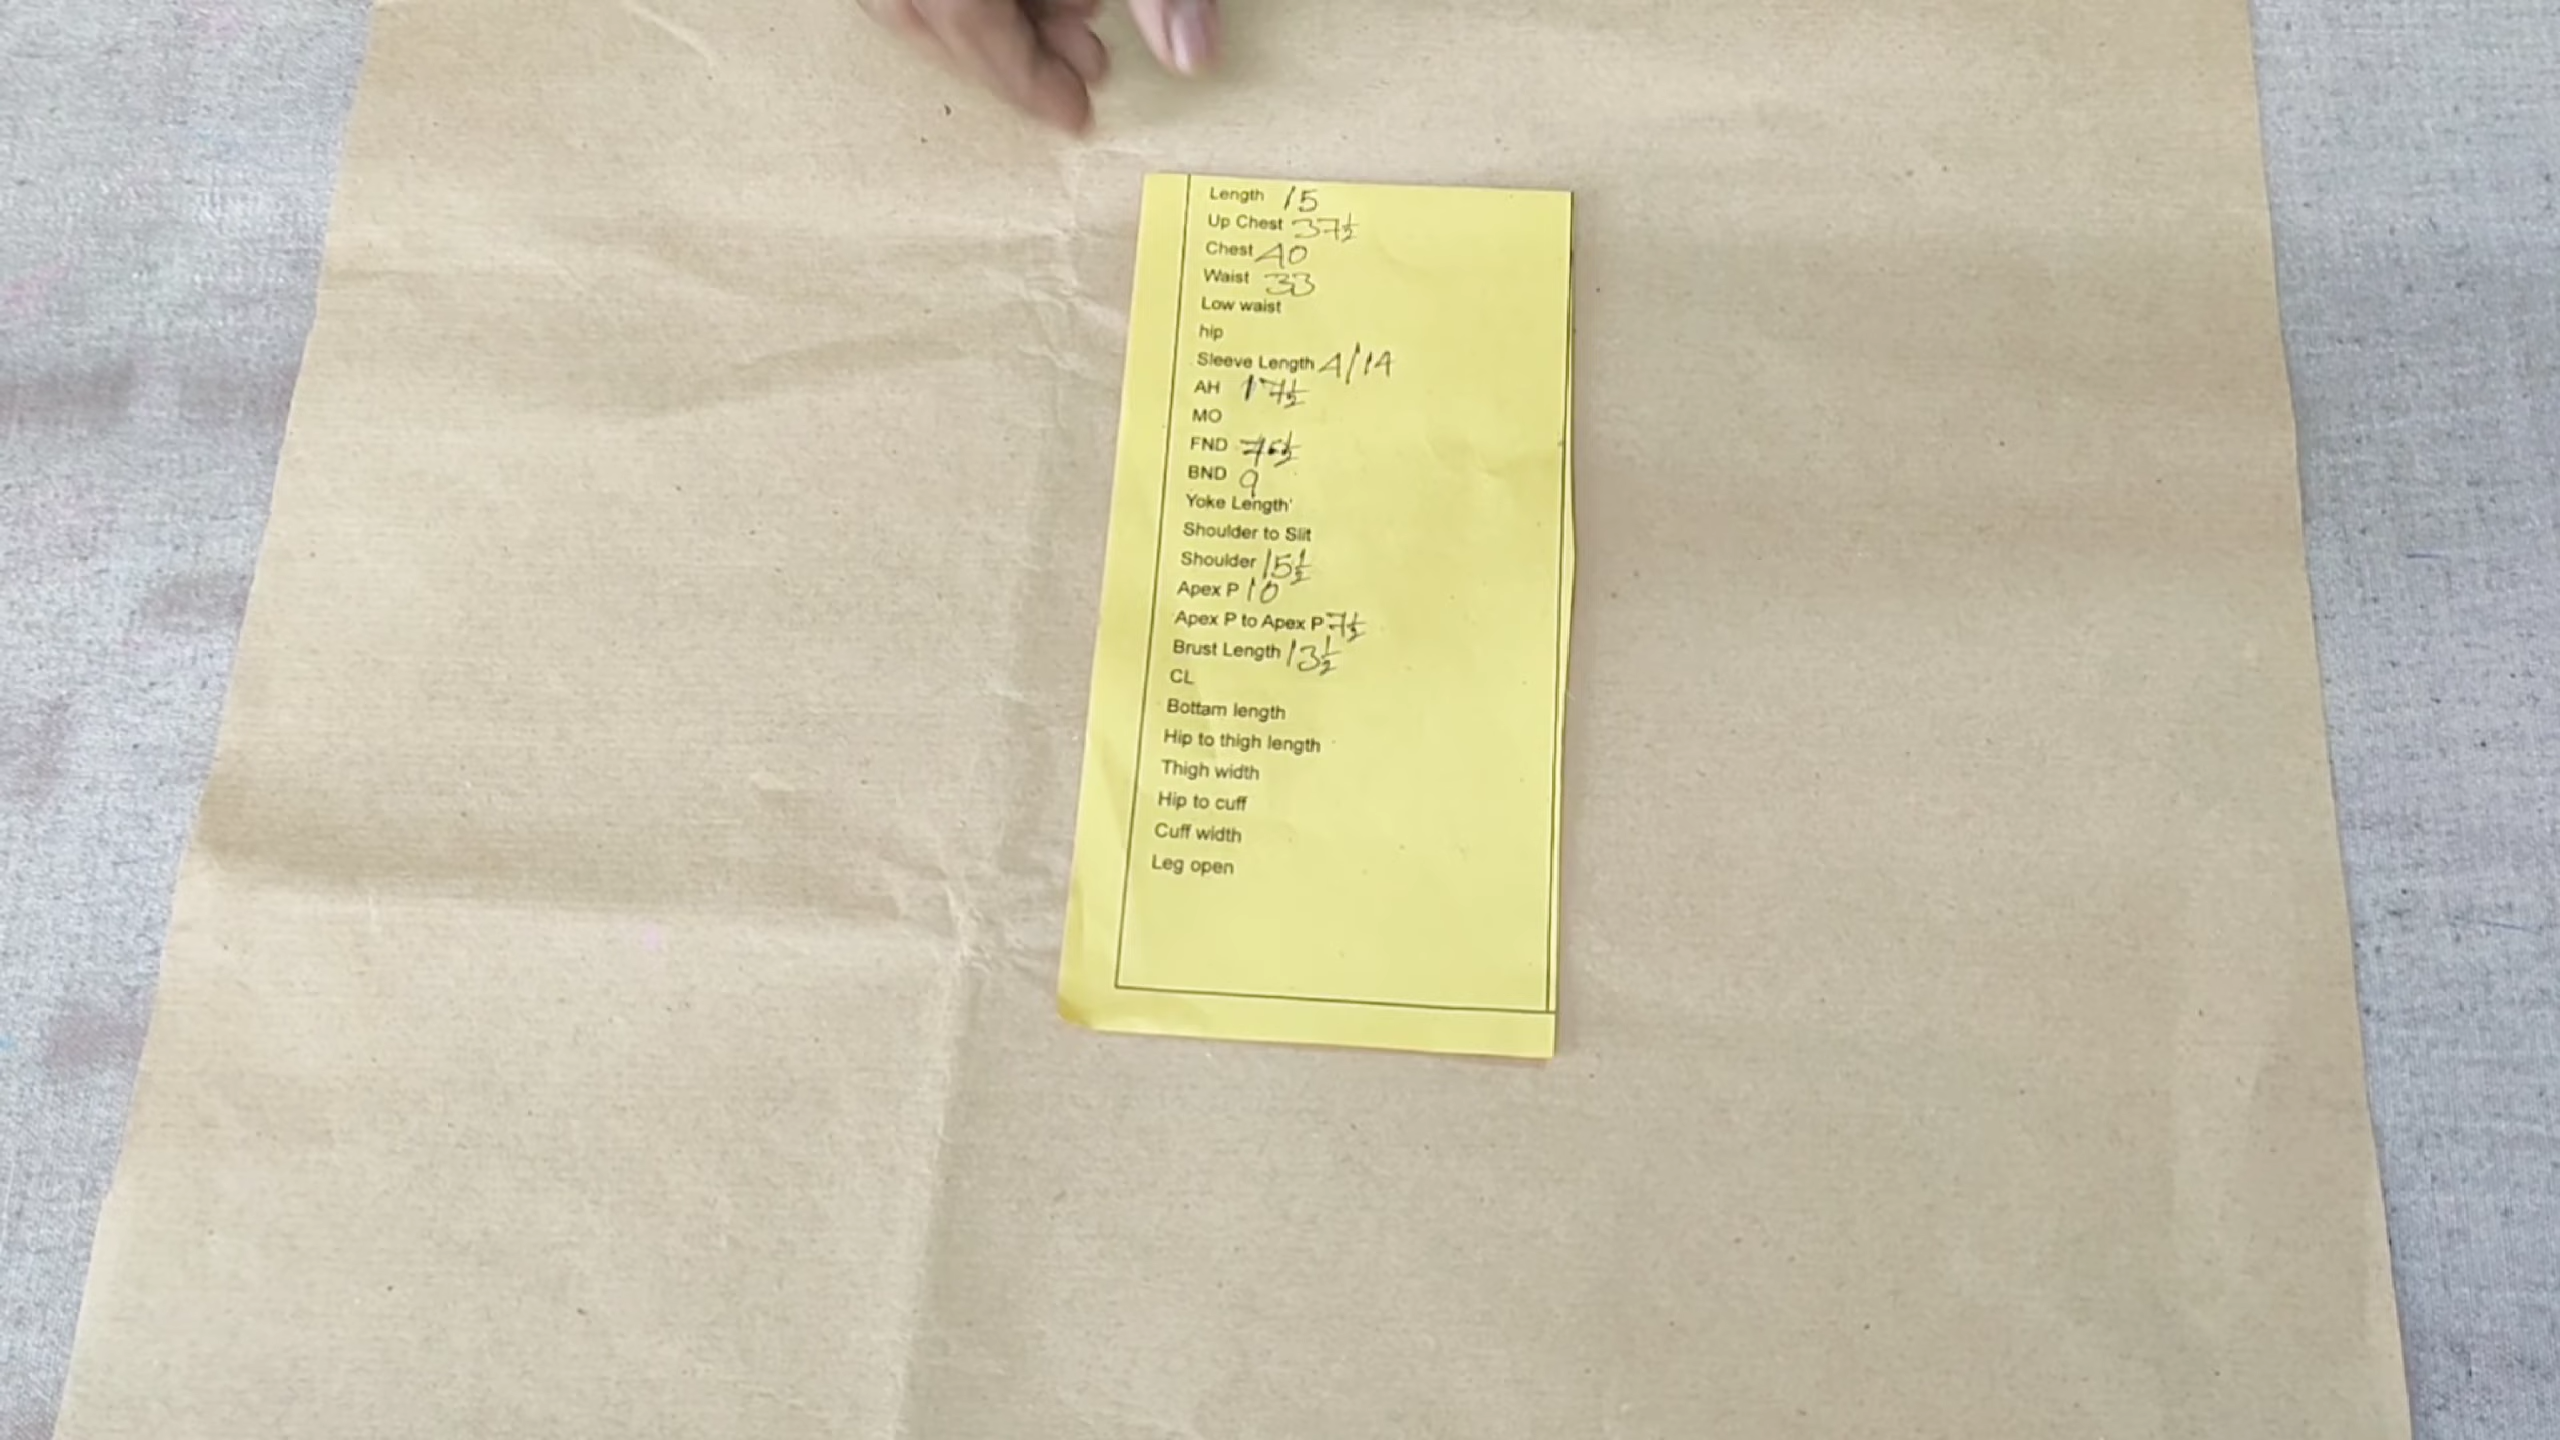 Length 15
Up Chest 37½
Chest 40
Waist 33
Low waist
hip
Sleeve Length 4/14
AH 17½
MO
FND
BND 9
Yoke Length'
Shoulder to Slit
Shoulder 15½
Apex P 10
Apex P to Apex P 7½
Brust Length 13½
CL
Bottam length
Hip to thigh length
Thigh width
Hip to cuff
Cuff width
Leg open